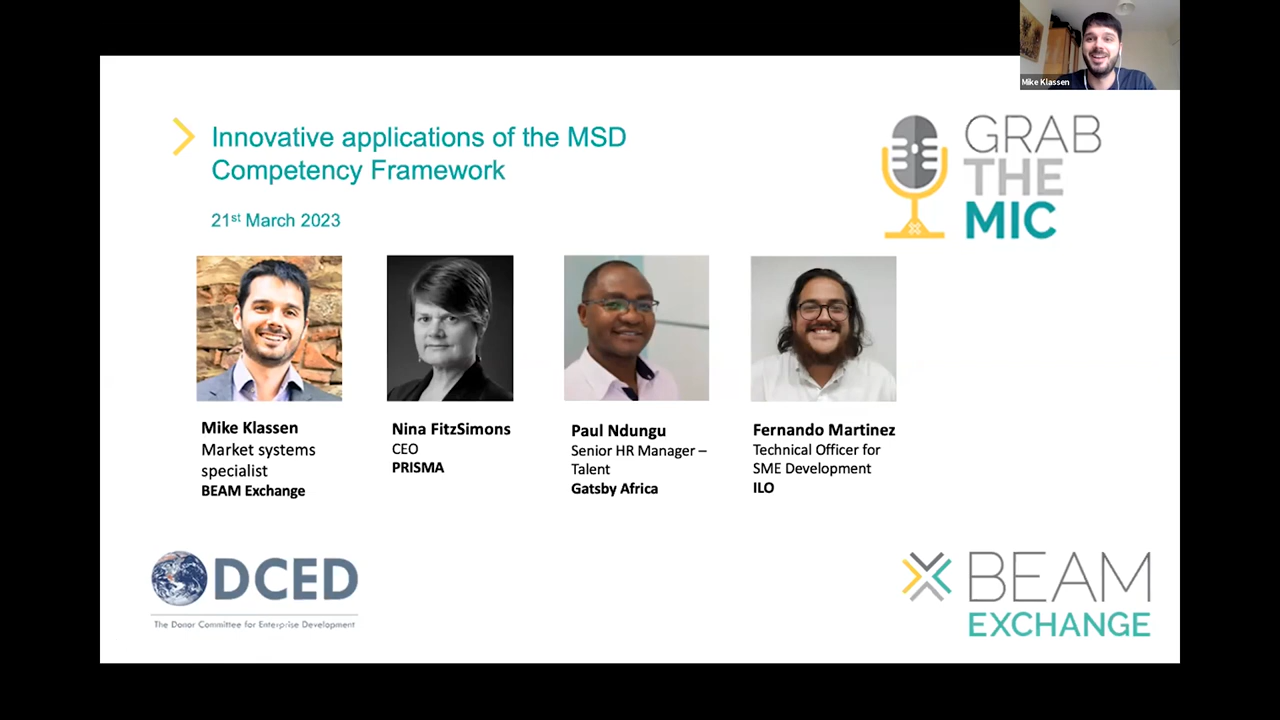 Mike Klassen
Innovative applications of the MSD
Competency Framework
21st March 2023
GRAB
THE
MIC
Mike Klassen
Market systems
specialist
BEAM Exchange
Nina FitzSimons
CEO
PRISMA
Paul Ndungu
Senior HR Manager –
Talent
Gatsby Africa
Fernando Martinez
Technical Officer for
SME Development
ILO
DCED
The Donor Committee for Enterprise Development
BEAM
EXCHANGE